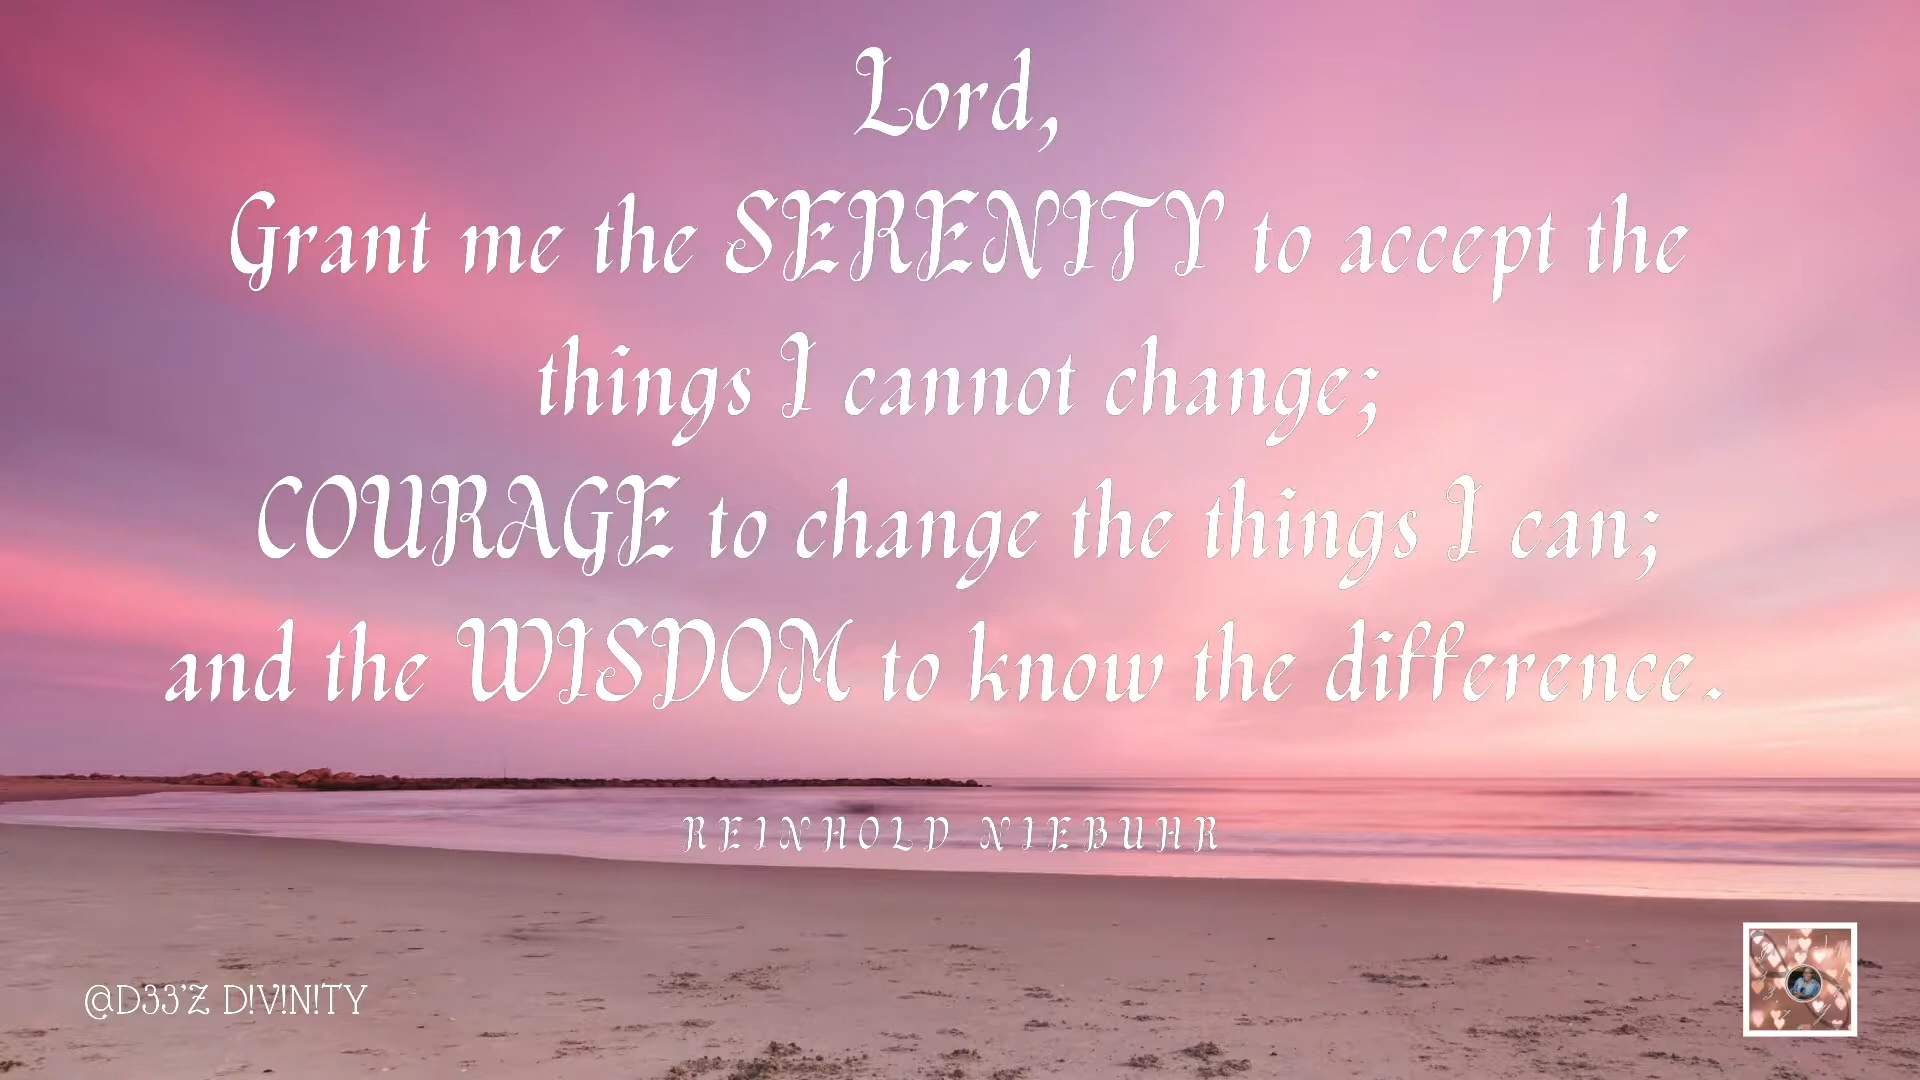 Lord,
Grant me the SERENITY to accept the
things I cannot change;
COURAGE to change the things I can;
and the WISDOM to know the difference.
REINHOLD NIEBUHR
@D33'Z D!V!N!TY